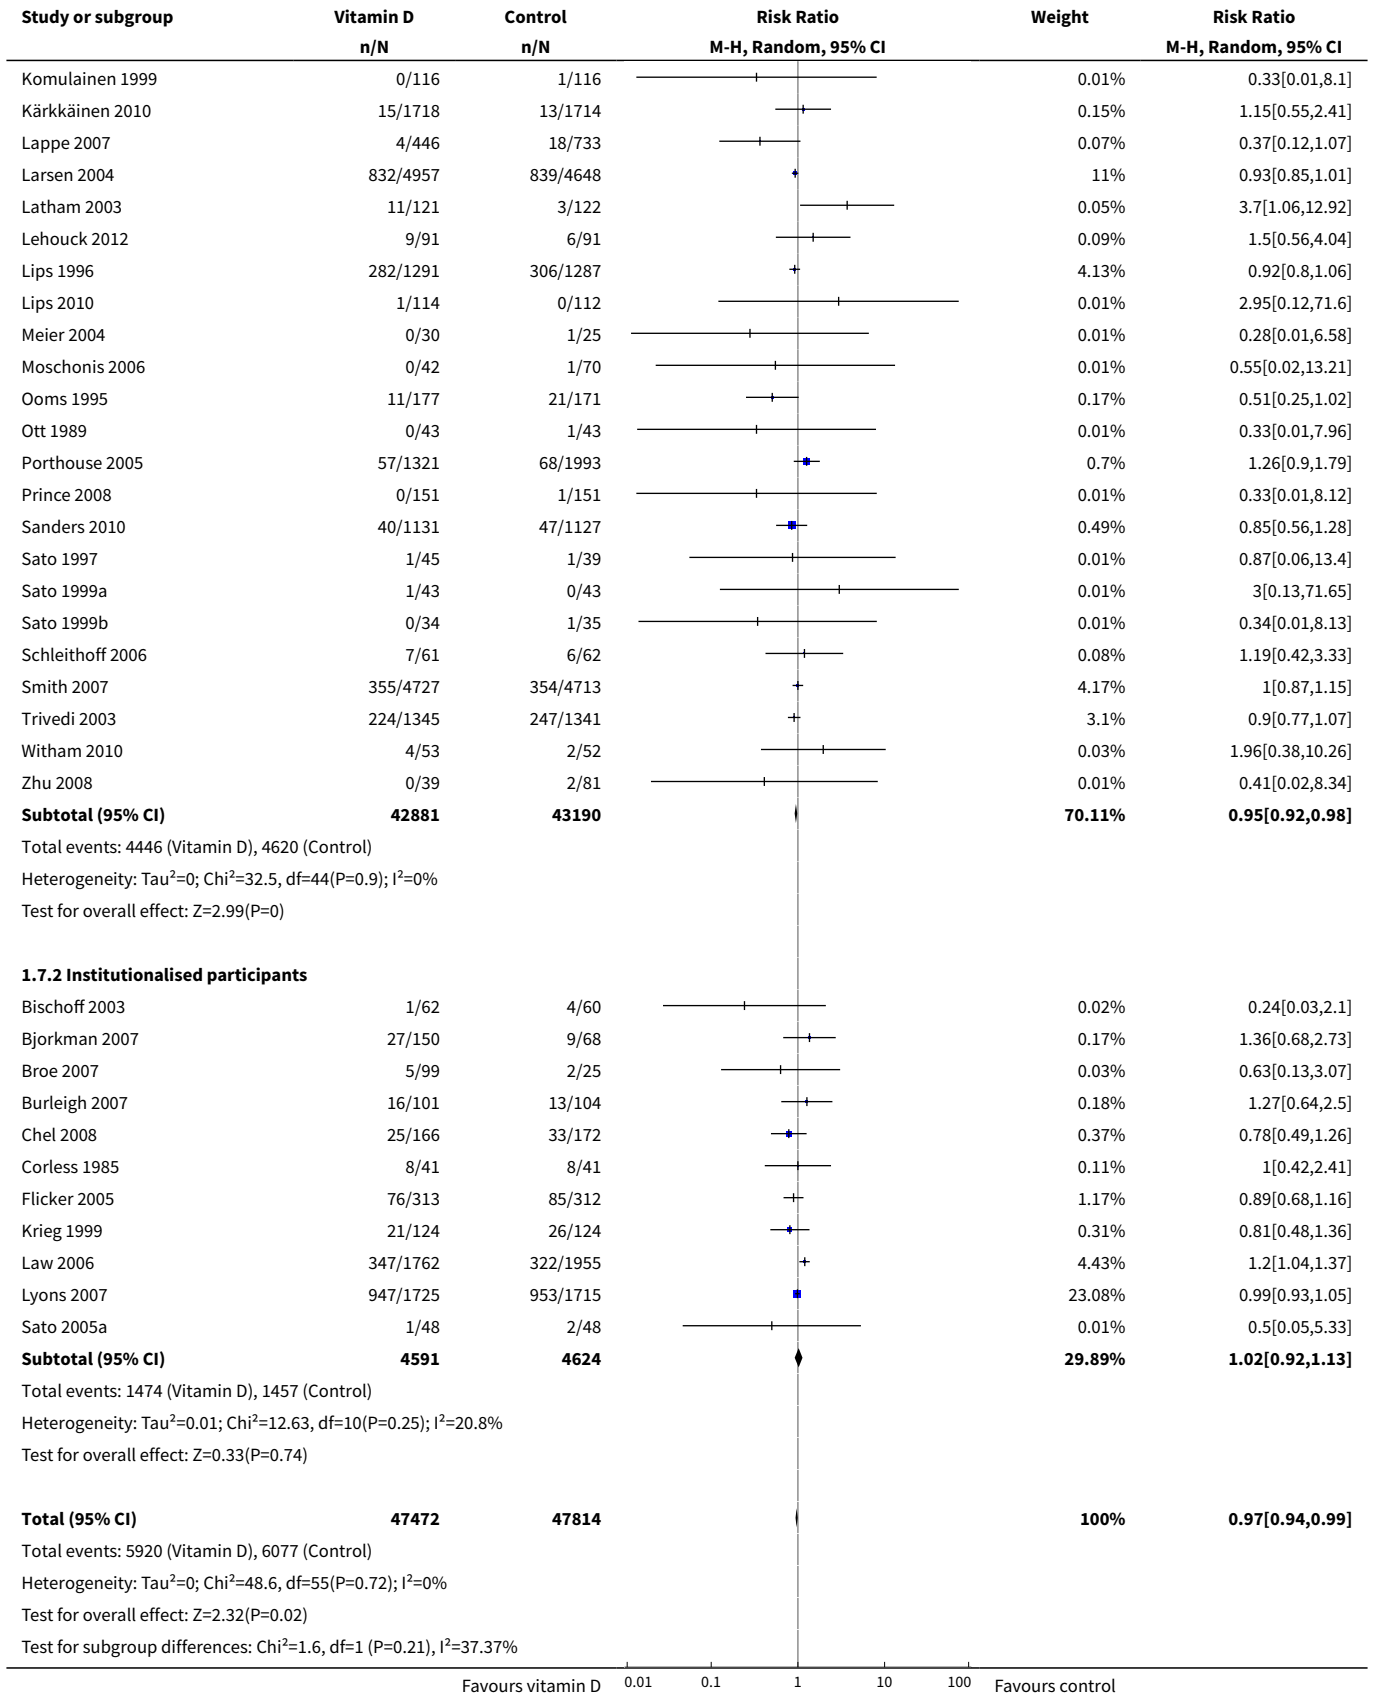 Study or subgroup Vitamin D Control Risk Ratio Weight Risk Ratio
n/N n/N M-H, Random, 95% CI M-H, Random, 95% CI
Komulainen 1999 0/116 1/116 0.01% 0.33[0.01,8.1]
Kärkkäinen 2010 15/1718 13/1714 0.15% 1.15[0.55,2.41]
Lappe 2007 4/446 18/733 0.07% 0.37[0.12,1.07]
Larsen 2004 832/4957 839/4648 11% 0.93[0.85,1.01]
Latham 2003 11/121 3/122 0.05% 3.7[1.06,12.92]
Lehouck 2012 9/91 6/91 0.09% 1.5[0.56,4.04]
Lips 1996 282/1291 306/1287 4.13% 0.92[0.8,1.06]
Lips 2010 1/114 0/112 0.01% 2.95[0.12,71.6]
Meier 2004 0/30 1/25 0.01% 0.28[0.01,6.58]
Moschonis 2006 0/42 1/70 0.01% 0.55[0.02,13.21]
Ooms 1995 11/177 21/171 0.17% 0.51[0.25,1.02]
Ott 1989 0/43 1/43 0.01% 0.33[0.01,7.96]
Porthouse 2005 57/1321 68/1993 0.7% 1.26[0.9,1.79]
Prince 2008 0/151 1/151 0.01% 0.33[0.01,8.12]
Sanders 2010 40/1131 47/1127 0.49% 0.85[0.56,1.28]
Sato 1997 1/45 1/39 0.01% 0.87[0.06,13.4]
Sato 1999a 1/43 0/43 0.01% 3[0.13,71.65]
Sato 1999b 0/34 1/35 0.01% 0.34[0.01,8.13]
Schleithoff 2006 7/61 6/62 0.08% 1.19[0.42,3.33]
Smith 2007 355/4727 354/4713 4.17% 1[0.87,1.15]
Trivedi 2003 224/1345 247/1341 3.1% 0.9[0.77,1.07]
Witham 2010 4/53 2/52 0.03% 1.96[0.38,10.26]
Zhu 2008 0/39 2/81 0.01% 0.41[0.02,8.34]
Subtotal (95% CI) 42881 43190 70.11% 0.95[0.92,0.98]
Total events: 4446 (Vitamin D), 4620 (Control)
Heterogeneity: Tau²=0; Chi²=32.5, df=44(P=0.9); I²=0%
Test for overall effect: Z=2.99(P=0)
1.7.2 Institutionalised participants
Bischoff 2003 1/62 4/60 0.02% 0.24[0.03,2.1]
Bjorkman 2007 27/150 9/68 0.17% 1.36[0.68,2.73]
Broe 2007 5/99 2/25 0.03% 0.63[0.13,3.07]
Burleigh 2007 16/101 13/104 0.18% 1.27[0.64,2.5]
Chel 2008 25/166 33/172 0.37% 0.78[0.49,1.26]
Corless 1985 8/41 8/41 0.11% 1[0.42,2.41]
Flicker 2005 76/313 85/312 1.17% 0.89[0.68,1.16]
Krieg 1999 21/124 26/124 0.31% 0.81[0.48,1.36]
Law 2006 347/1762 322/1955 4.43% 1.2[1.04,1.37]
Lyons 2007 947/1725 953/1715 23.08% 0.99[0.93,1.05]
Sato 2005a 1/48 2/48 0.01% 0.5[0.05,5.33]
Subtotal (95% CI) 4591 4624 29.89% 1.02[0.92,1.13]
Total events: 1474 (Vitamin D), 1457 (Control)
Heterogeneity: Tau²=0.01; Chi²=12.63, df=10(P=0.25); I²=20.8%
Test for overall effect: Z=0.33(P=0.74)
Total (95% CI) 47472 47814 100% 0.97[0.94,0.99]
Total events: 5920 (Vitamin D), 6077 (Control)
Heterogeneity: Tau²=0; Chi²=48.6, df=55(P=0.72); I²=0%
Test for overall effect: Z=2.32(P=0.02)
Test for subgroup differences: Chi²=1.6, df=1 (P=0.21), I²=37.37%
Favours vitamin D 0.01 0.1 1 10 100 Favours control